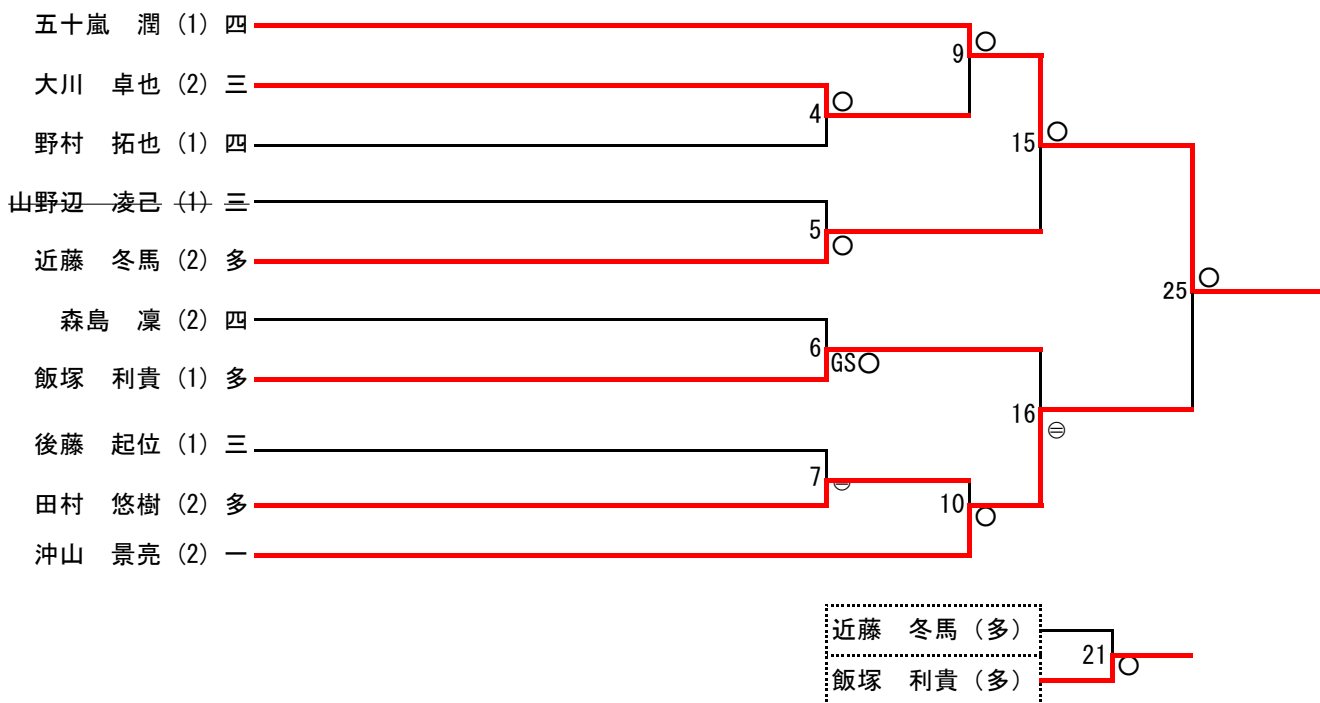 五十嵐 潤 (1) 四
9 ○
大川 卓也 (2) 三
4 ○
野村 拓也 (1) 四
15 ○
山野辺 凌己 (1) 三
5 ○
近藤 冬馬 (2) 多
25 ○
森島 凜 (2) 四
6 GS○
飯塚 利貴 (1) 多
16 ㊁
後藤 起位 (1) 三
7 ㊁
田村 悠樹 (2) 多
10 ○
沖山 景亮 (2) 一
近藤 冬馬 (多)
21 ○
飯塚 利貴 (多)